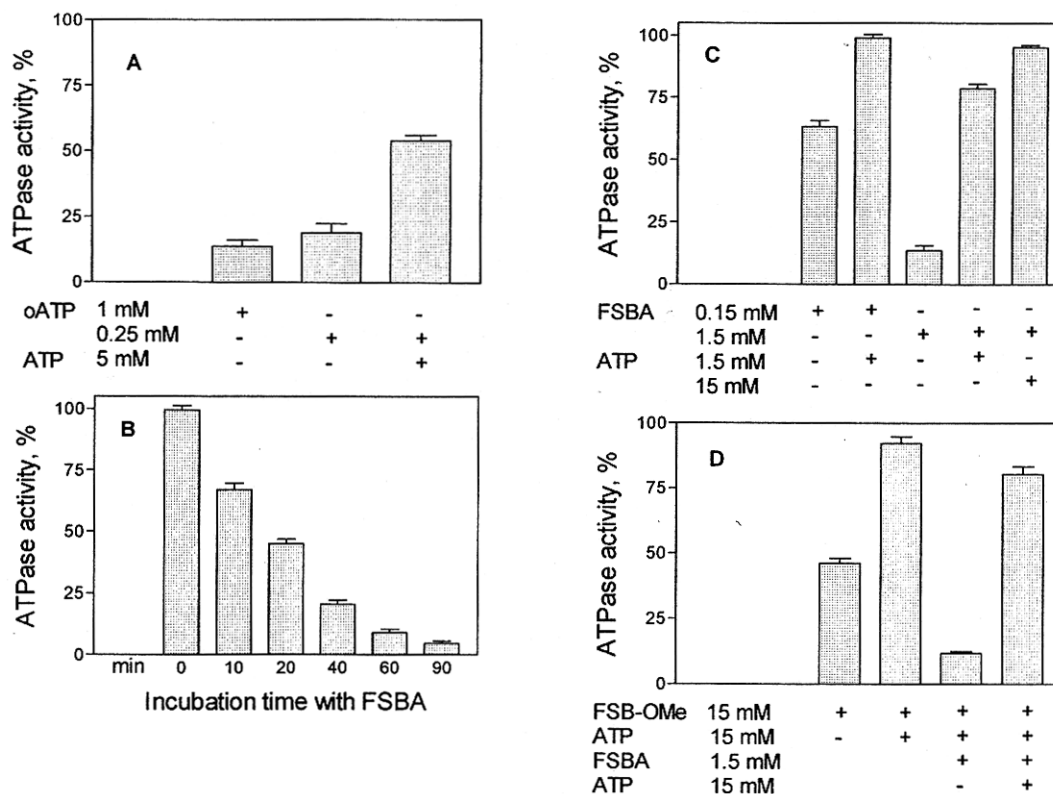 A
ATPase activity, %
100
75
50
25
0
oATP 1 mM + - -
0.25 mM - + +
ATP 5 mM - - +
B
ATPase activity, %
100
75
50
25
0
min 0 10 20 40 60 90
Incubation time with FSBA
C
ATPase activity, %
100
75
50
25
0
FSBA 0.15 mM + + - - -
1.5 mM - - + + +
ATP 1.5 mM - + - + -
15 mM - - - - +
D
ATPase activity, %
100
75
50
25
0
FSB-OMe 15 mM + + + +
ATP 15 mM - + + +
FSBA 1.5 mM + +
ATP 15 mM - +